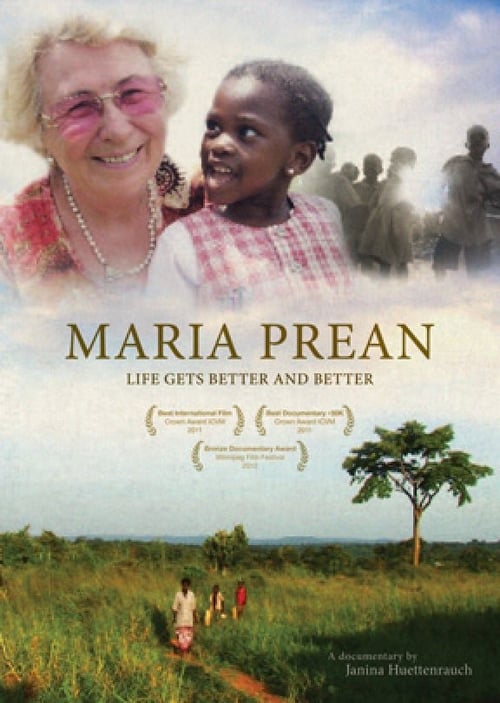 MARIA PREAN
LIFE GETS BETTER AND BETTER
Best International Film
Crown Award ICVM
2011
Best Documentary <50K
Crown Award ICVM
2011
Bronze Documentary Award
Winnipeg Film Festival
2012
A documentary by
Janina Huettenrauch